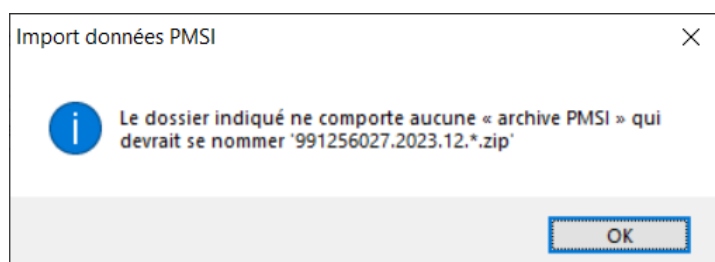 Import données PMSI
Le dossier indiqué ne comporte aucune « archive PMSI » qui
devrait se nommer '991256027.2023.12.*.zip'
OK